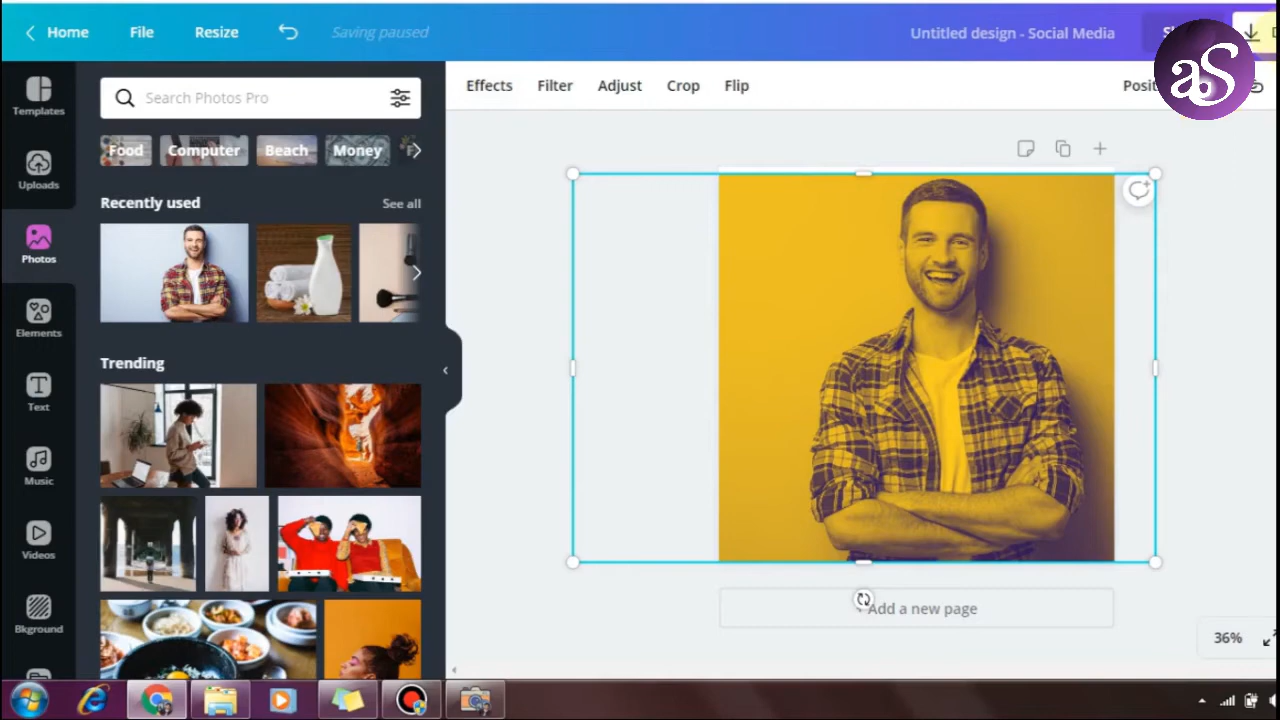 Home File Resize Saving paused Untitled design - Social Media
aS
Effects Filter Adjust Crop Flip
Templates
Search Photos Pro
Food Computer Beach Money
Uploads
Recently used See all
Photos
Elements
Trending
Text
Music
Videos
Bkground
Add a new page
36%